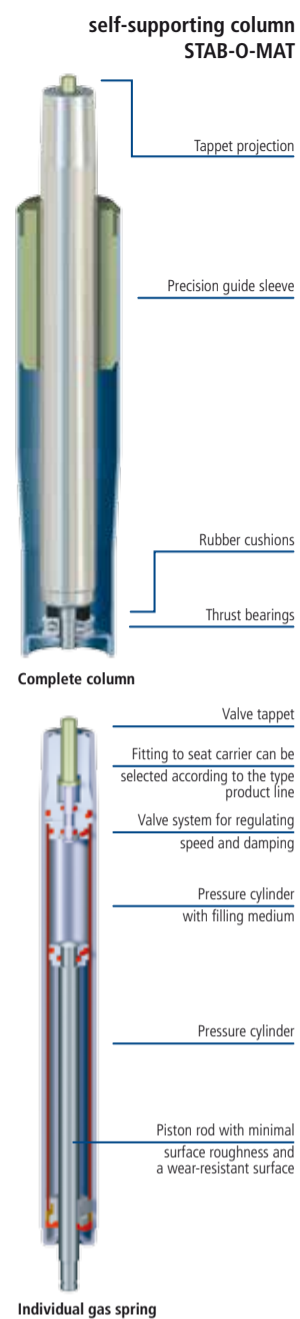 self-supporting column
STAB-O-MAT
Tappet projection
Precision guide sleeve
Rubber cushions
Thrust bearings
Complete column
Valve tappet
Fitting to seat carrier can be
selected according to the type
product line
Valve system for regulating
speed and damping
Pressure cylinder
with filling medium
Pressure cylinder
Piston rod with minimal
surface roughness and
a wear-resistant surface
Individual gas spring